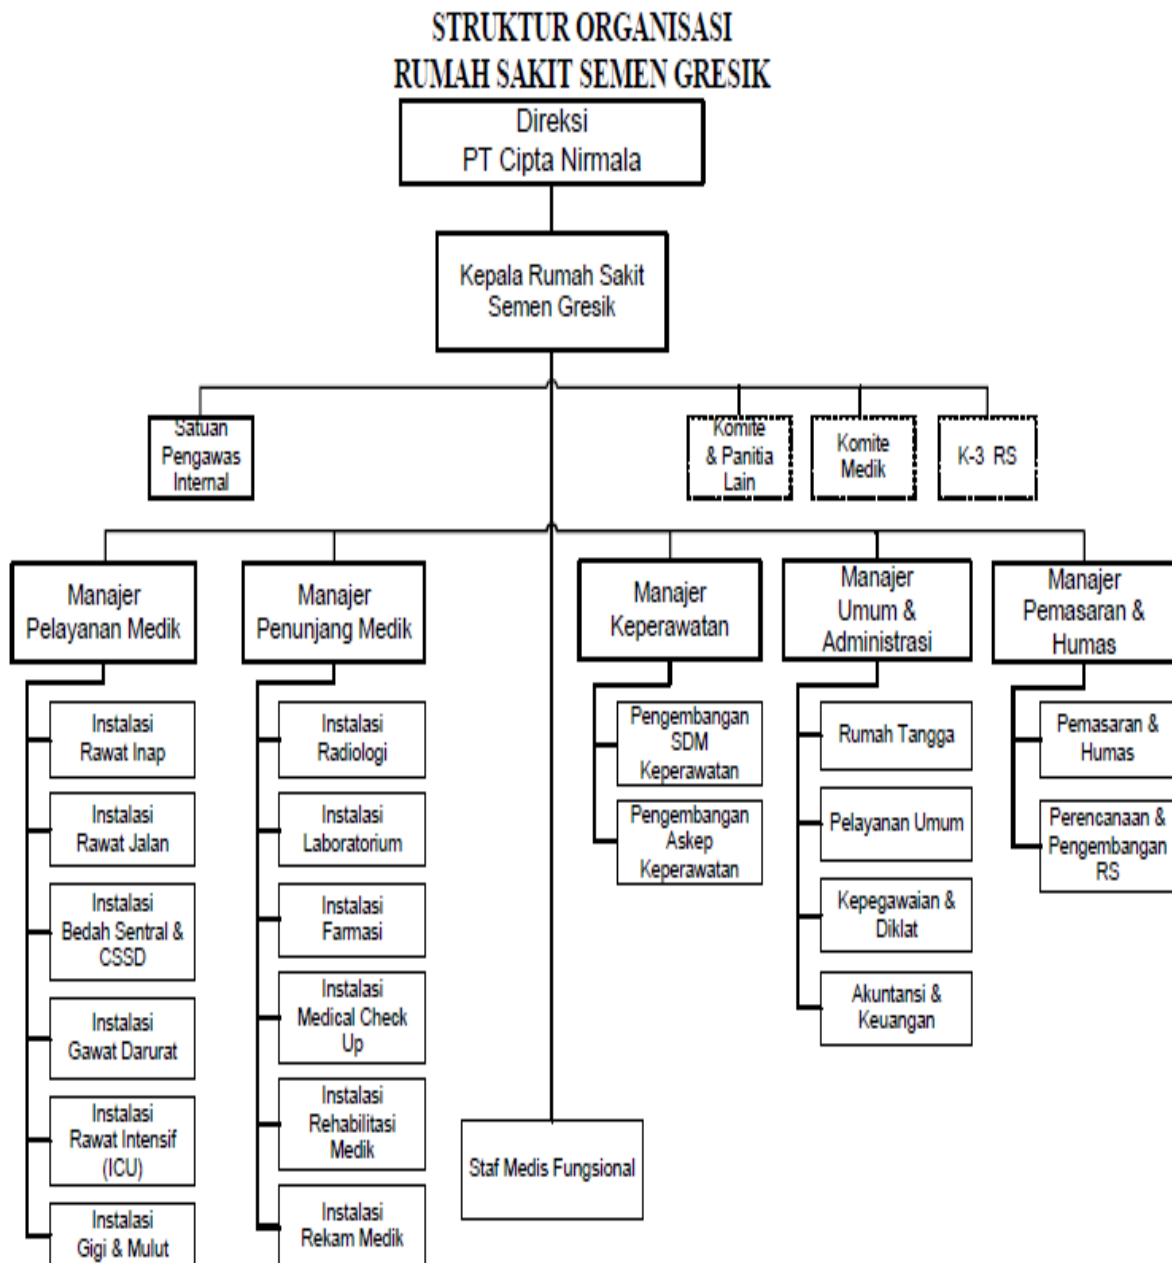 STRUKTUR ORGANISASI
RUMAH SAKIT SEMEN GRESIK
Direksi
PT Cipta Nirmala
Kepala Rumah Sakit
Semen Gresik
Satuan
Pengawas
Internal
Komite
& Panitia
Lain
Komite
Medik
K-3 RS
Manajer
Pelayanan Medik
Manajer
Penunjang Medik
Manajer
Keperawatan
Manajer
Umum &
Administrasi
Manajer
Pemasaran &
Humas
Instalasi
Rawat Inap
Instalasi
Rawat Jalan
Instalasi
Bedah Sentral &
CSSD
Instalasi
Gawat Darurat
Instalasi
Rawat Intensif
(ICU)
Instalasi
Gigi & Mulut
Instalasi
Radiologi
Instalasi
Laboratorium
Instalasi
Farmasi
Instalasi
Medical Check
Up
Instalasi
Rehabilitasi
Medik
Instalasi
Rekam Medik
Staf Medis Fungsional
Pengembangan
SDM
Keperawatan
Pengembangan
Askep
Keperawatan
Rumah Tangga
Pelayanan Umum
Kepegawaian &
Diklat
Akuntansi &
Keuangan
Pemasaran &
Humas
Perencanaan &
Pengembangan
RS